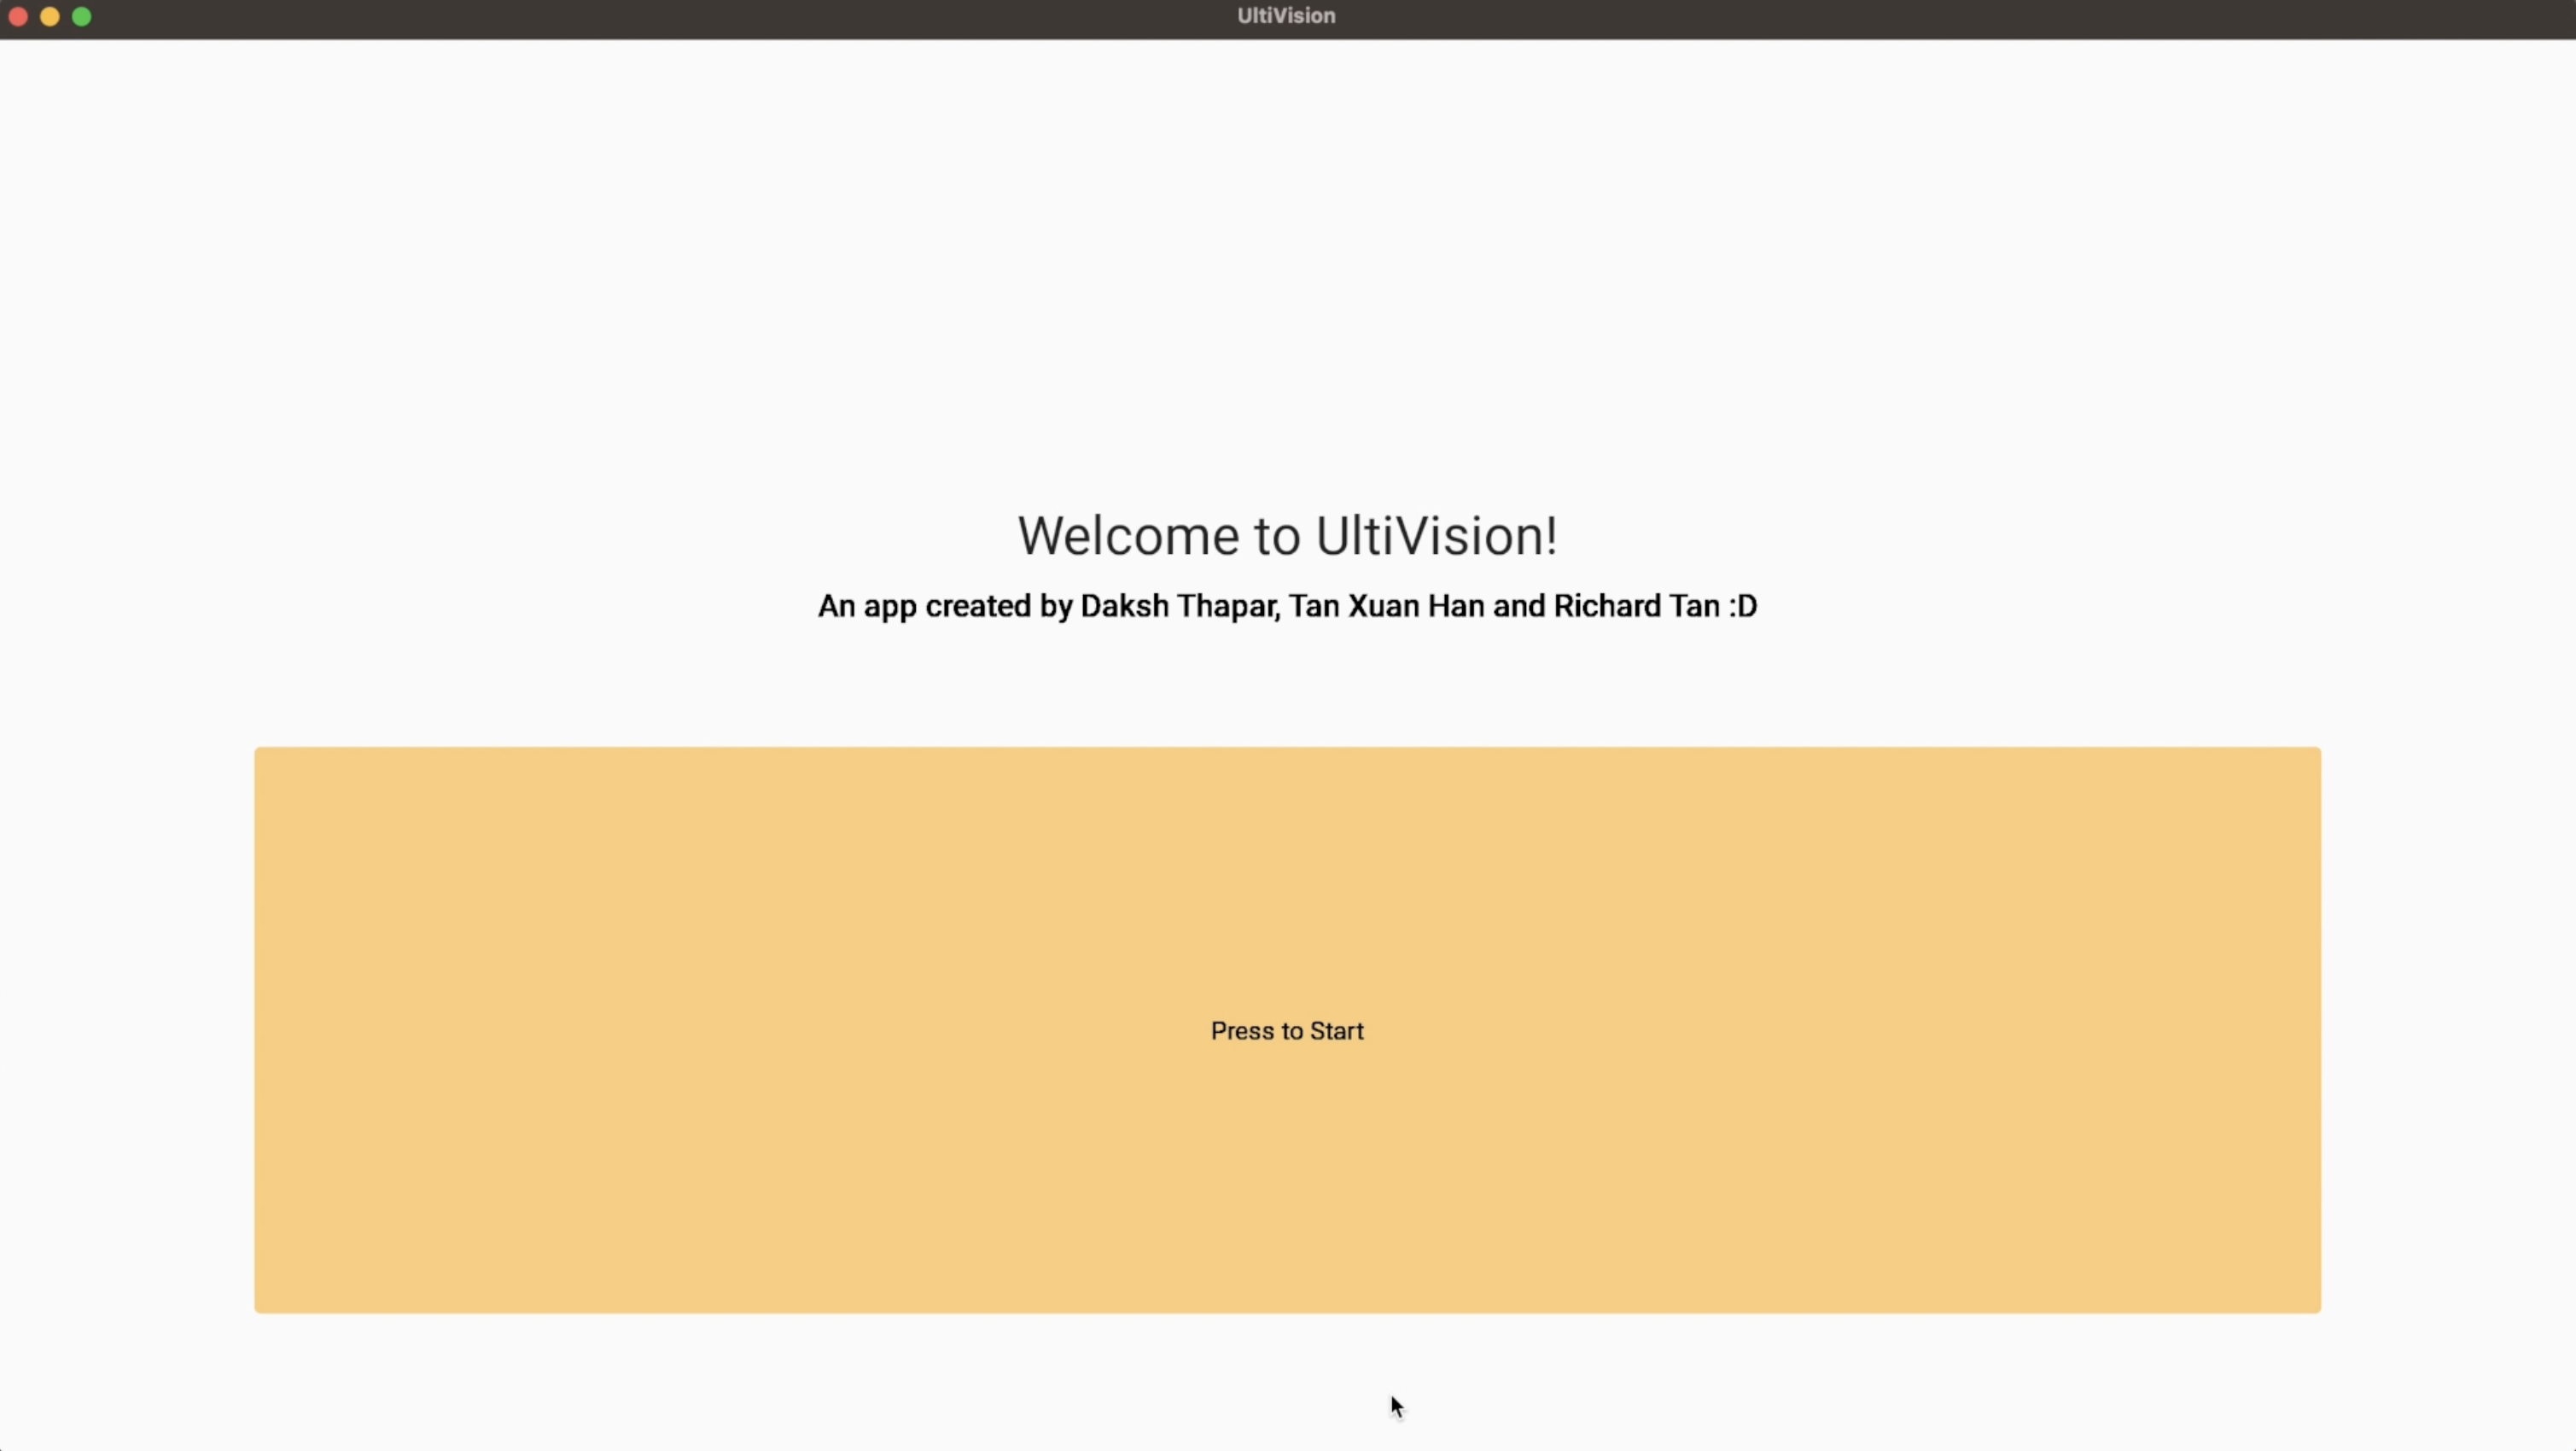 UltiVision
Welcome to UltiVision!
An app created by Daksh Thapar, Tan Xuan Han and Richard Tan :D
Press to Start